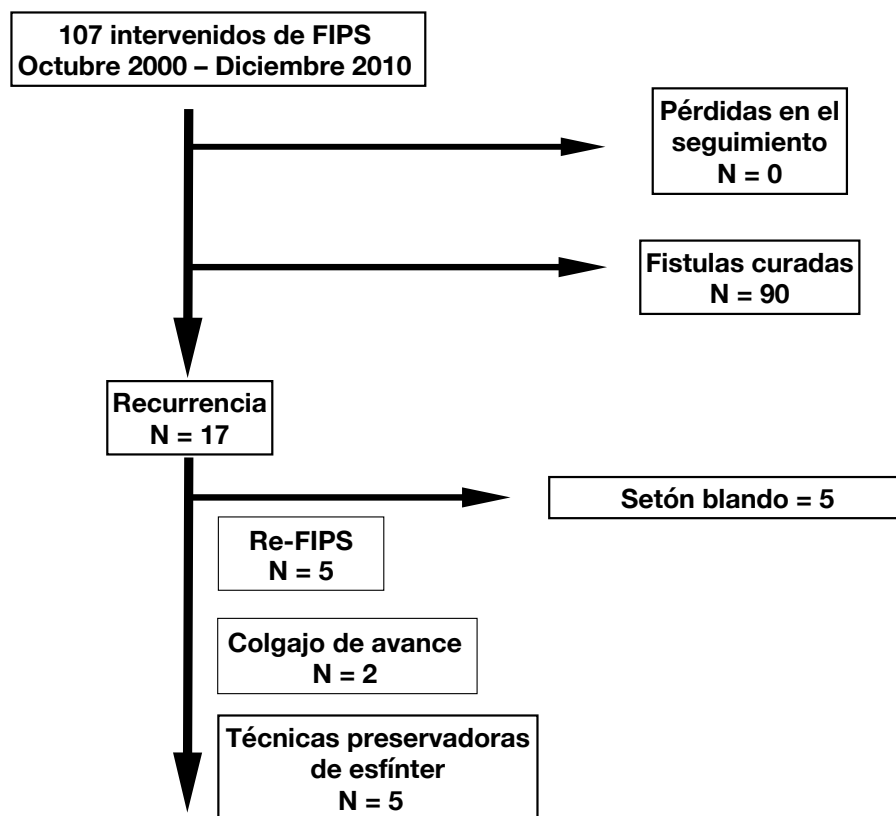 107 intervenidos de FIPS
Octubre 2000 – Diciembre 2010
Pérdidas en el
seguimiento
N = 0
Fistulas curadas
N = 90
Recurrencia
N = 17
Setón blando = 5
Re-FIPS
N = 5
Colgajo de avance
N = 2
Técnicas preservadoras
de esfínter
N = 5